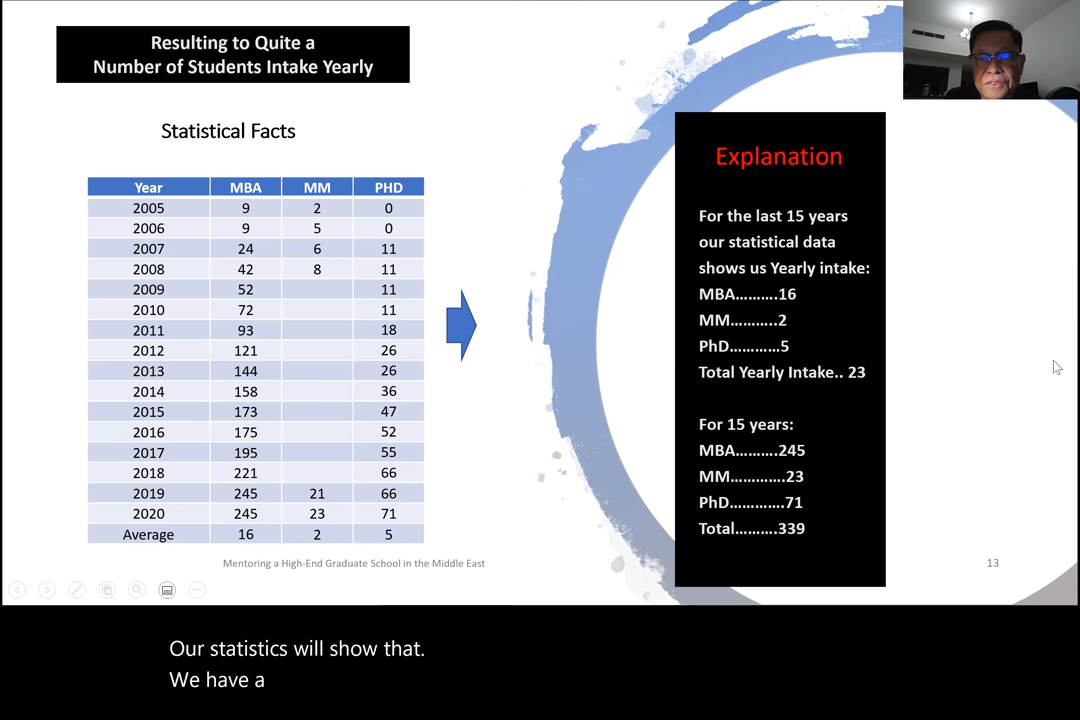 Resulting to Quite a
Number of Students Intake Yearly
Statistical Facts
Year MBA MM PHD
2005 9 2 0
2006 9 5 0
2007 24 6 11
2008 42 8 11
2009 52 11
2010 72 11
2011 93 18
2012 121 26
2013 144 26
2014 158 36
2015 173 47
2016 175 52
2017 195 55
2018 221 66
2019 245 21 66
2020 245 23 71
Average 16 2 5
Explanation
For the last 15 years
our statistical data
shows us Yearly intake:
MBA……….16
MM………..2
PhD…………5
Total Yearly Intake.. 23
For 15 years:
MBA……….245
MM………….23
PhD………….71
Total……….339
Mentoring a High-End Graduate School in the Middle East
13
Our statistics will show that.
We have a